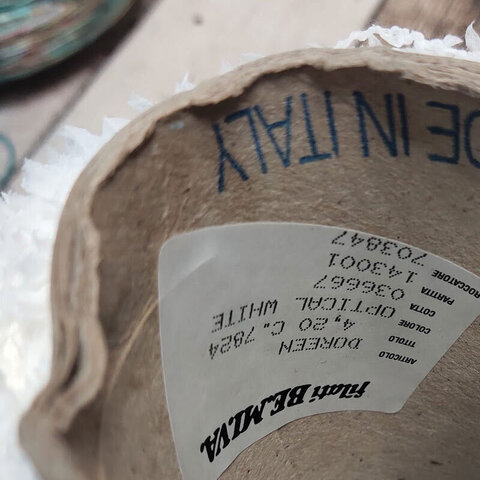 MADE IN ITALY
filati BE.MI.VA.
ARTICOLO DOREEN
TITOLO 4,20 C. 7824
COLORE OPTICAL WHITE
COTTA 036667
PARTITA 143001
ROCCATORE 703847